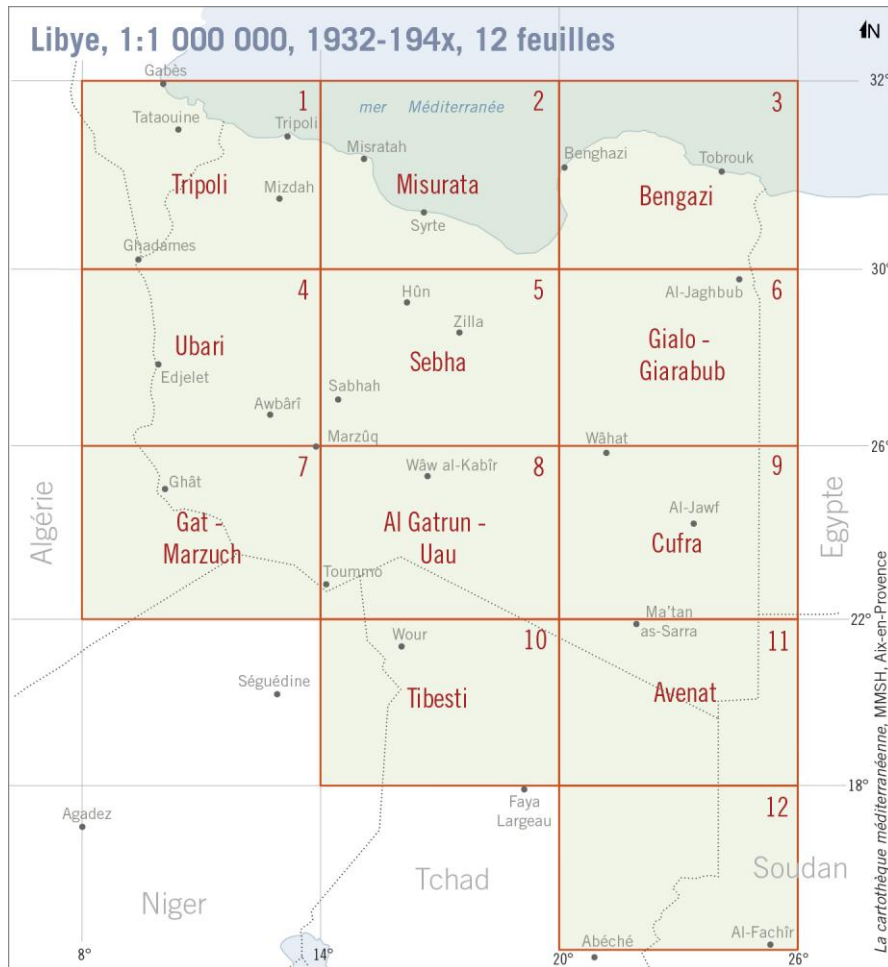 Libye, 1:1 000 000, 1932-194x, 12 feuilles
N
Gabès
32°
1
2
3
mer Méditerranée
Tataouine
Tripoli
Misratah
Benghazi
Tobrouk
Tripoli
Misurata
Bengazi
Mizdah
Syrte
Ghadames
30°
4
5
6
Hûn
Al-Jaghbub
Zilla
Ubari
Sebha
Gialo -
Giarabub
Edjelet
Sabhah
Awbârî
Marzûq
Wâhat
26°
7
8
9
Ghât
Wâw al-Kabîr
Al-Jawf
Algérie
Egypte
Gat -
Marzuch
Al Gatrun -
Uau
Cufra
Toummo
Ma'tan
as-Sarra
22°
10
11
Wour
Séguédine
Tibesti
Avenat
18°
Faya
Largeau
12
Agadez
Niger
Tchad
Soudan
Abéché
Al-Fachîr
8°
14°
20°
26°
La cartothèque méditerranéenne, MMSH, Aix-en-Provence